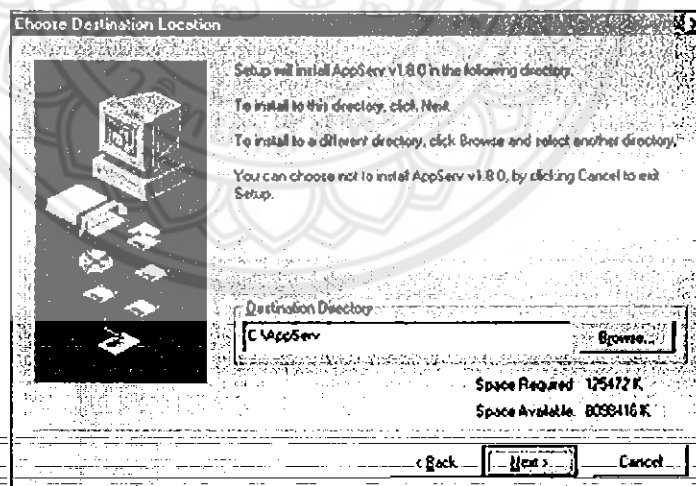 Choose Destination Location
Setup will install AppServ v1.8.0 in the following directory.
To install to this directory, click Next.
To install to a different directory, click Browse and select another directory.
You can choose not to install AppServ v1.8.0, by clicking Cancel to exit
Setup.
Destination Directory
C:\AppServ
Browse...
Space Required: 125472 K
Space Available: 8098416 K
< Back
Next >
Cancel